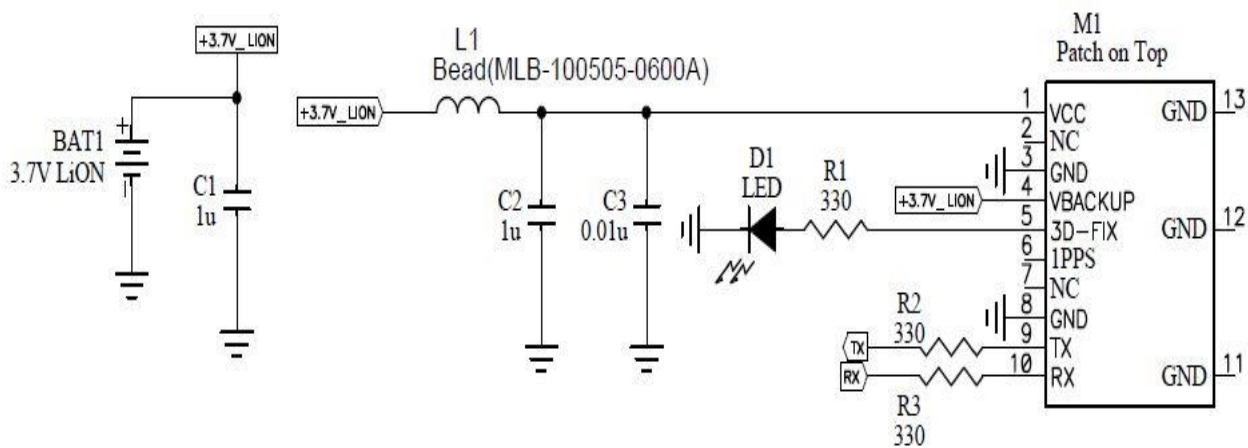 +3.7V_LION
+
BAT1
3.7V LiON
C1
1u
L1
Bead(MLB-100505-0600A)
+3.7V_LION
C2
1u
C3
0.01u
D1
LED
R1
330
+3.7V_LION
R2
330
TX
RX
R3
330
M1
Patch on Top
1 VCC
2 NC
3 GND
4 VBACKUP
5 3D-FIX
6 1PPS
7 NC
8 GND
9 TX
10 RX
GND 13
GND 12
GND 11